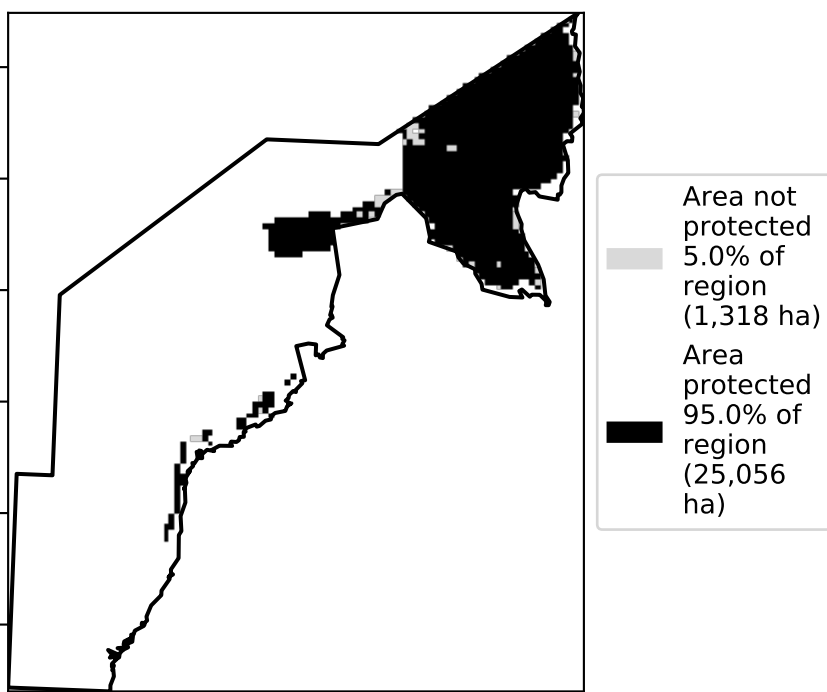 Area not
protected
5.0% of
region
(1,318 ha)
Area
protected
95.0% of
region
(25,056
ha)